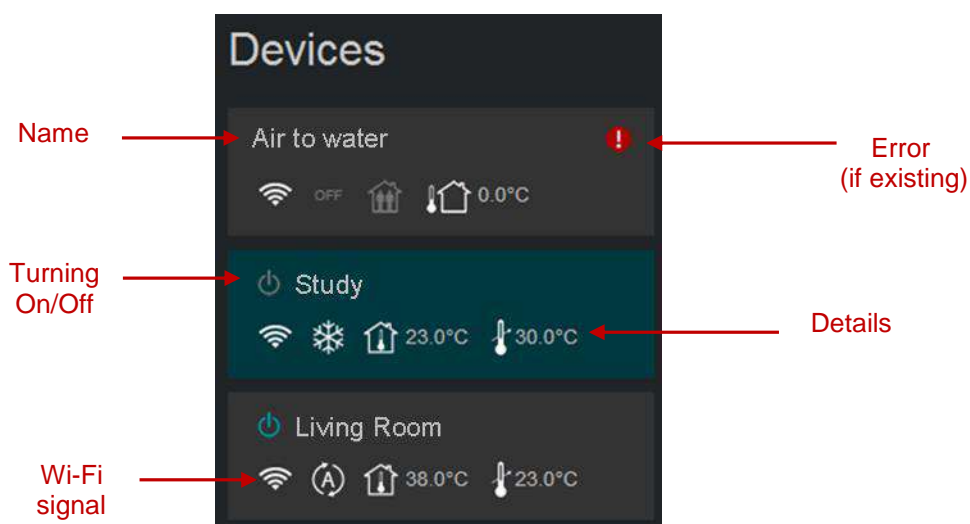 Devices
Name
Air to water
!
Error
(if existing)
OFF
0.0°C
Turning
On/Off
Study
23.0°C
30.0°C
Details
Living Room
Wi-Fi
signal
A
38.0°C
23.0°C